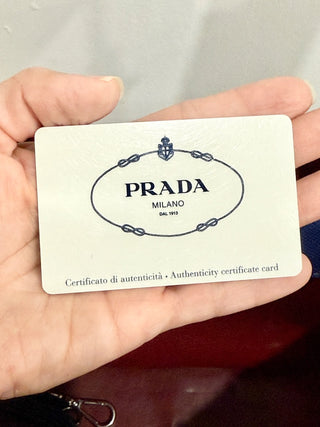 PRADA
MILANO
DAL 1913
Certificato di autenticità • Authenticity certificate card